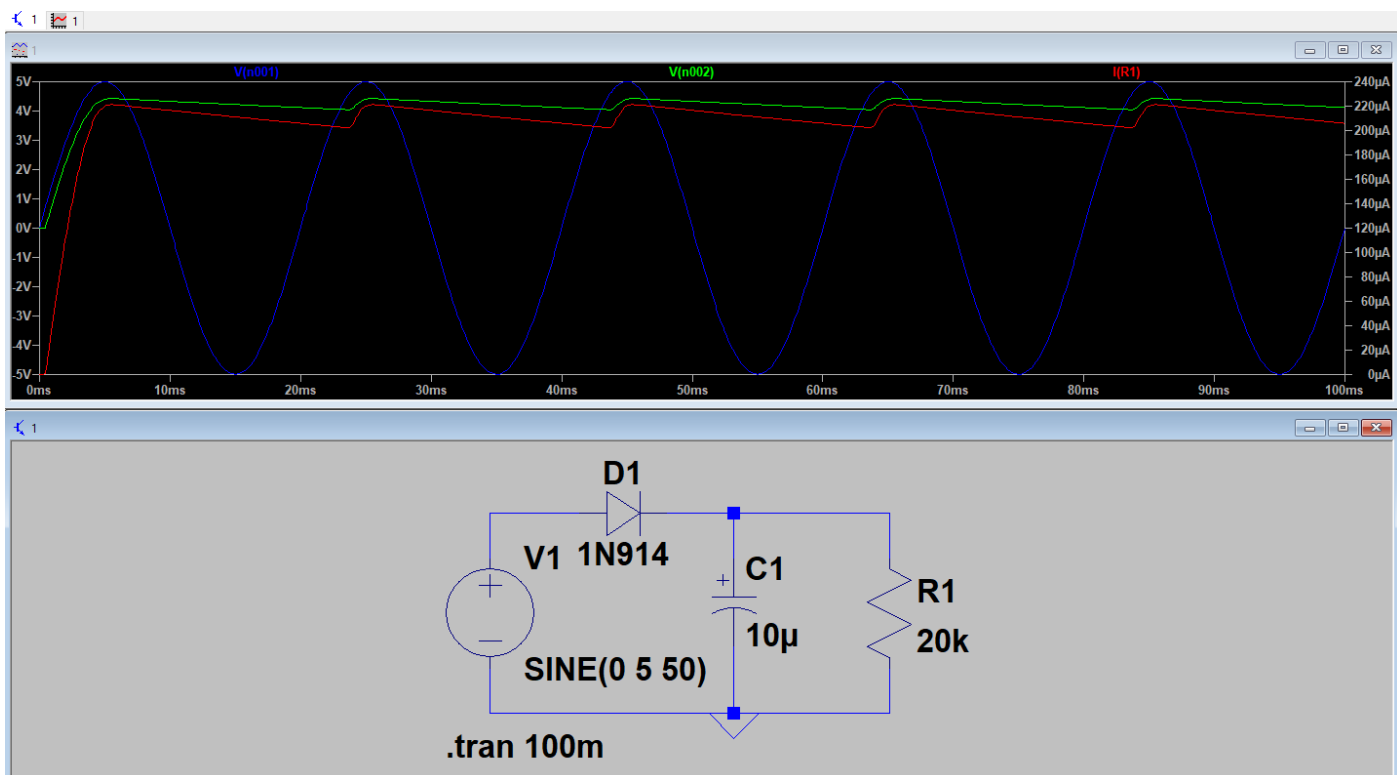 1 1
1
V(n001) V(n002) I(R1)
5V 240µA
4V 220µA
3V 200µA
2V 180µA
1V 160µA
0V 140µA
-1V 120µA
-2V 100µA
-3V 80µA
-4V 60µA
-5V 40µA
20µA
0µA
0ms 10ms 20ms 30ms 40ms 50ms 60ms 70ms 80ms 90ms 100ms
1
D1
1N914
V1
C1
10µ
R1
20k
SINE(0 5 50)
.tran 100m